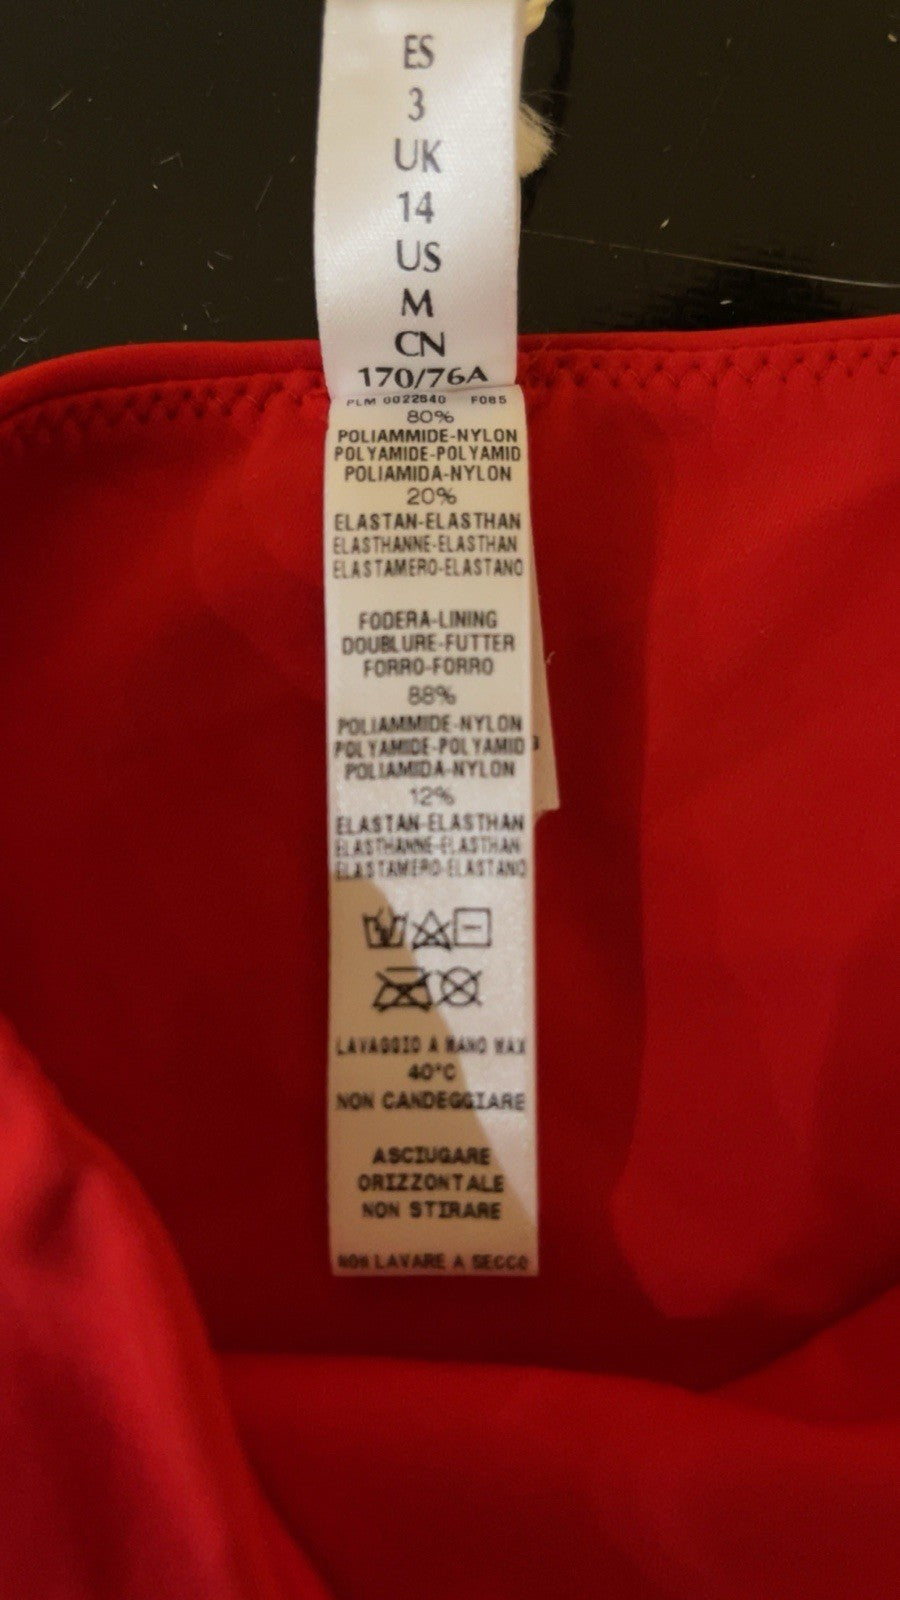 ES
3
UK
14
US
M
CN
170/76A
PLM 0022640 F085
80%
POLIAMMIDE-NYLON
POLYAMIDE-POLYAMID
POLIAMIDA-NYLON
20%
ELASTAN-ELASTHAN
ELASTHANNE-ELASTHAN
ELASTAMERO-ELASTANO
FODERA-LINING
DOUBLURE-FUTTER
FORRO-FORRO
88%
POLIAMMIDE-NYLON
POLYAMIDE-POLYAMID
POLIAMIDA-NYLON
12%
ELASTAN-ELASTHAN
ELASTHANNE-ELASTHAN
ELASTAMERO-ELASTANO
LAVAGGIO A MANO MAX
40°C
NON CANDEGGIARE
ASCIUGARE
ORIZZONTALE
NON STIRARE
NON LAVARE A SECCO